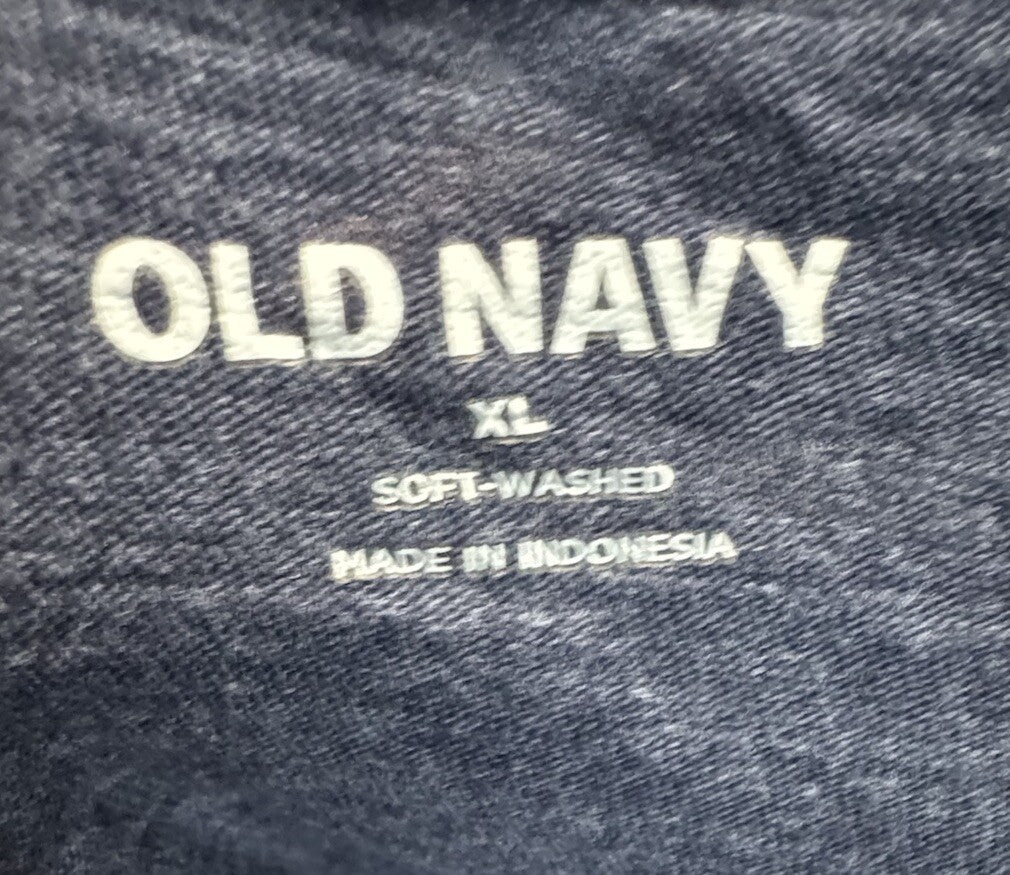 OLD NAVY
XL
SOFT-WASHED
MADE IN INDONESIA